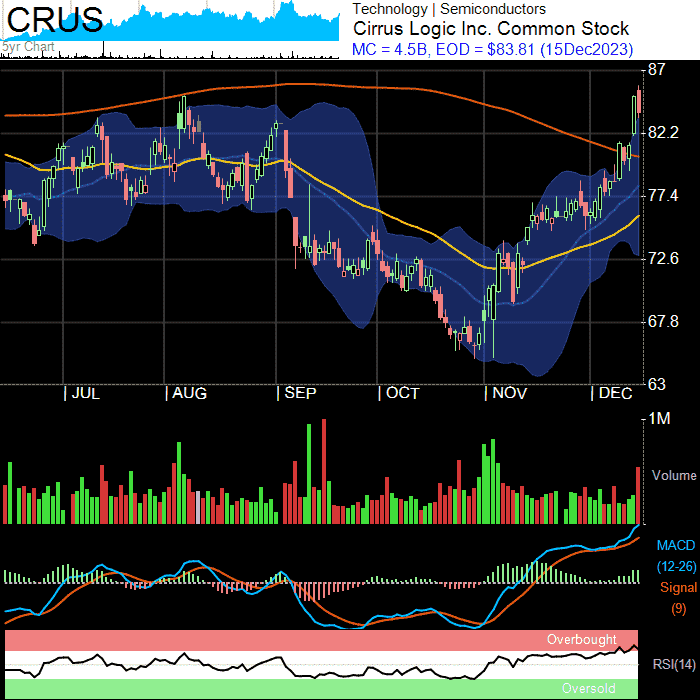 CRUS
5yr Chart
Technology | Semiconductors
Cirrus Logic Inc. Common Stock
MC = 4.5B, EOD = $83.81 (15Dec2023)
87
82.2
77.4
72.6
67.8
63
| JUL | AUG | SEP | OCT | NOV | DEC
1M
Volume
MACD
(12-26)
Signal
(9)
Overbought
RSI(14)
Oversold